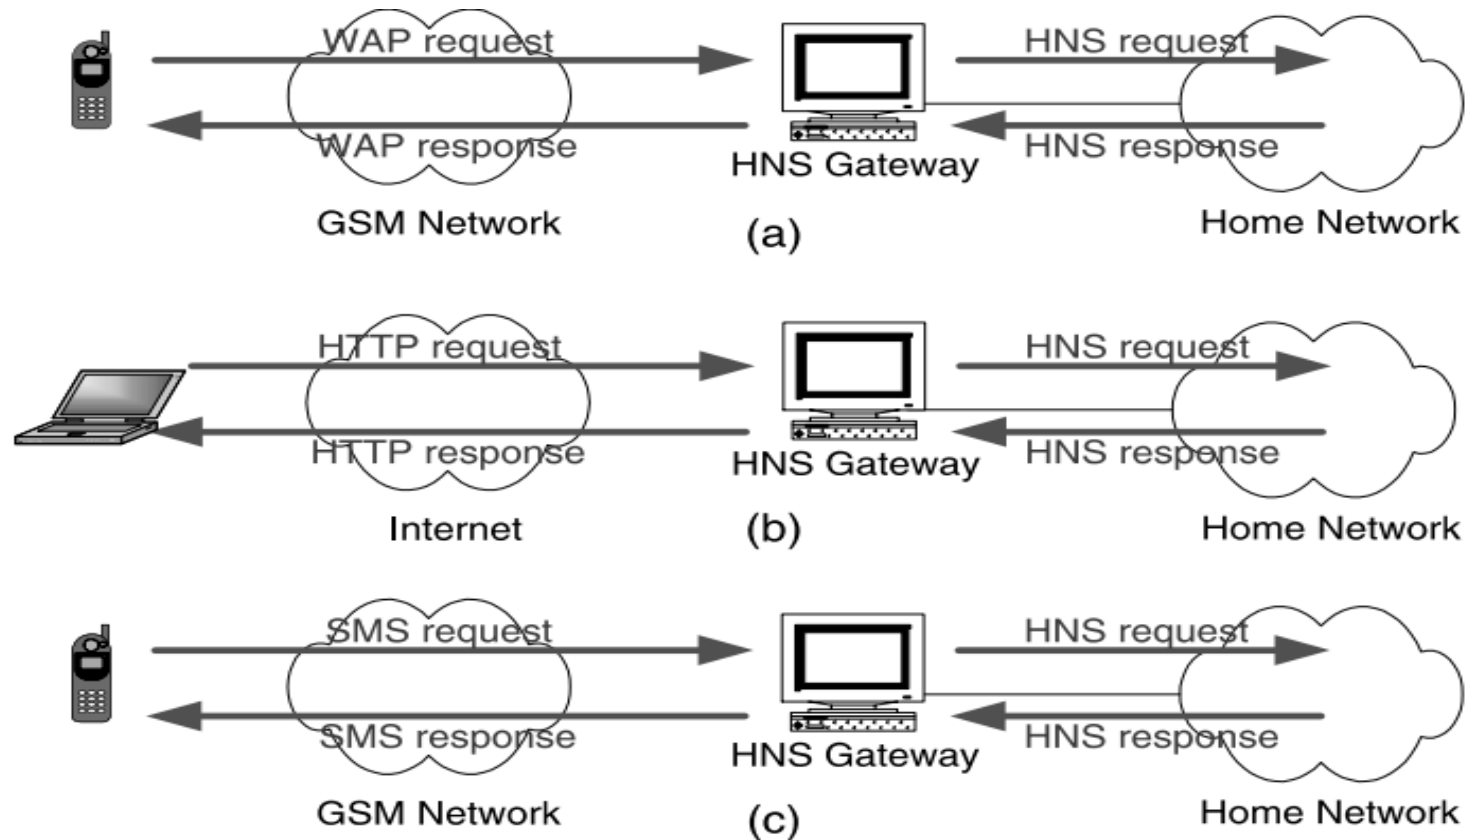 WAP request
HNS request
WAP response
HNS response
HNS Gateway
GSM Network
(a)
Home Network
HTTP request
HNS request
HTTP response
HNS response
HNS Gateway
Internet
(b)
Home Network
SMS request
HNS request
SMS response
HNS response
HNS Gateway
GSM Network
(c)
Home Network